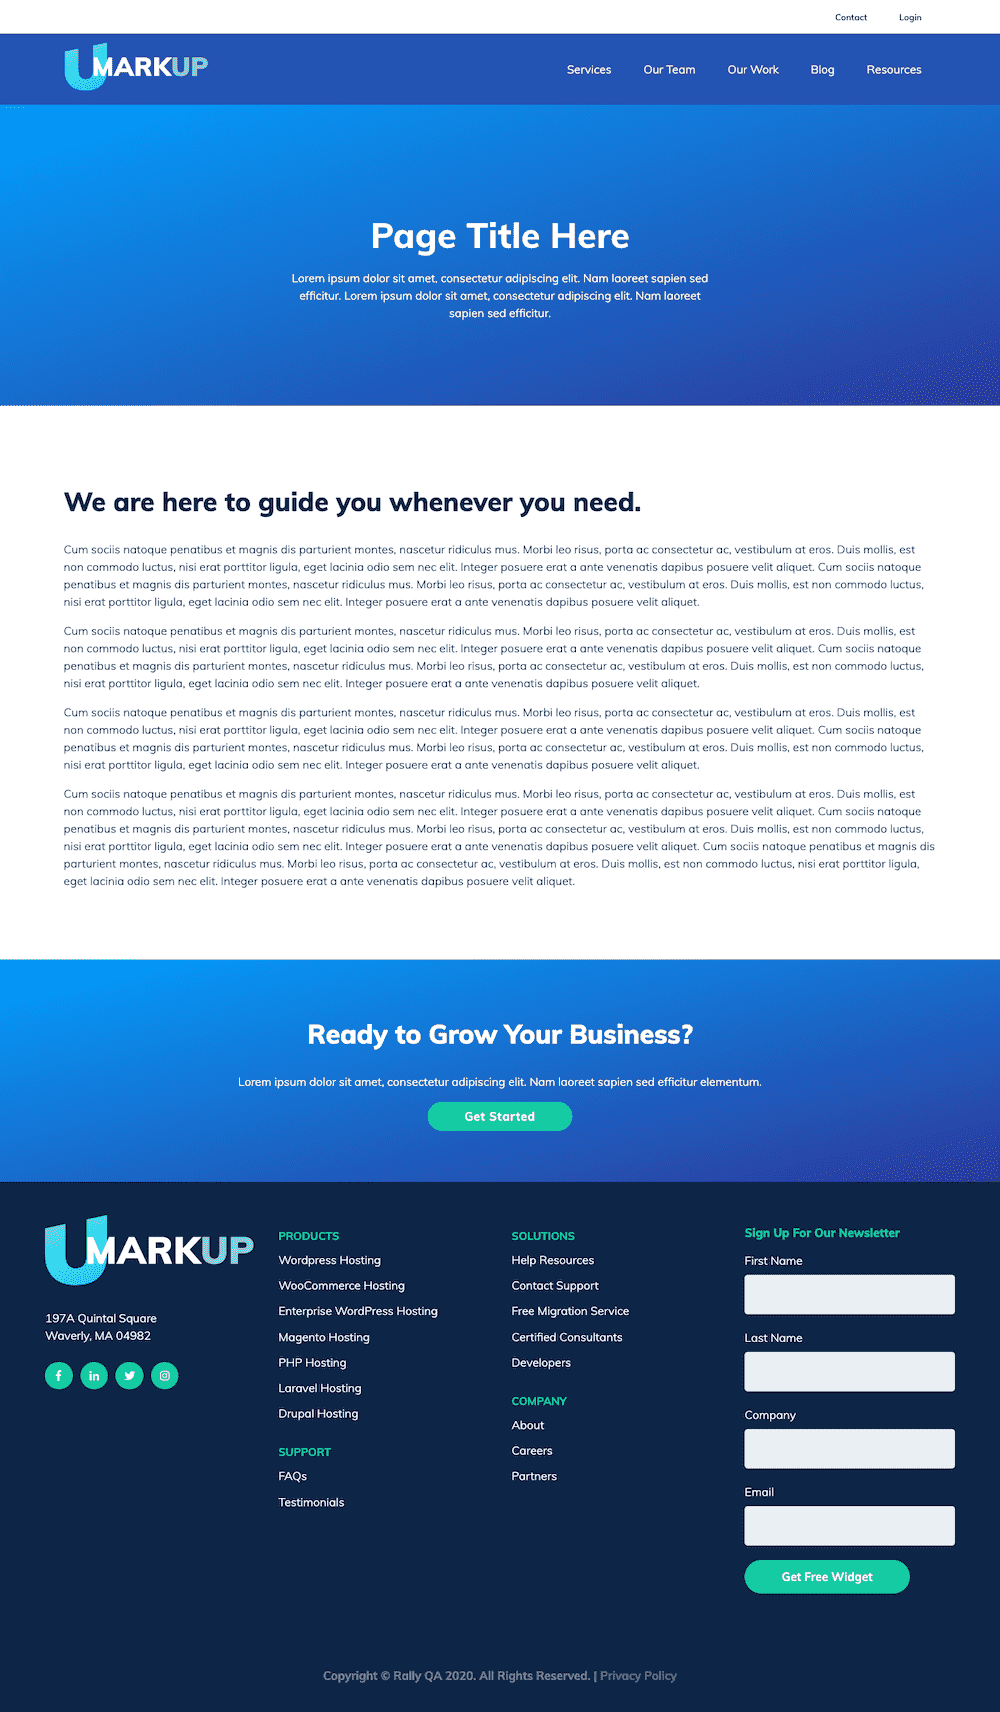 Contact Login
UMARKUP
Services Our Team Our Work Blog Resources
Page Title Here
Lorem ipsum dolor sit amet, consectetur adipiscing elit. Nam laoreet sapien sed
efficitur. Lorem ipsum dolor sit amet, consectetur adipiscing elit. Nam laoreet
sapien sed efficitur.
We are here to guide you whenever you need.
Cum sociis natoque penatibus et magnis dis parturient montes, nascetur ridiculus mus. Morbi leo risus, porta ac consectetur ac, vestibulum at eros. Duis mollis, est
non commodo luctus, nisi erat porttitor ligula, eget lacinia odio sem nec elit. Integer posuere erat a ante venenatis dapibus posuere velit aliquet. Cum sociis natoque
penatibus et magnis dis parturient montes, nascetur ridiculus mus. Morbi leo risus, porta ac consectetur ac, vestibulum at eros. Duis mollis, est non commodo luctus,
nisi erat porttitor ligula, eget lacinia odio sem nec elit. Integer posuere erat a ante venenatis dapibus posuere velit aliquet.
Cum sociis natoque penatibus et magnis dis parturient montes, nascetur ridiculus mus. Morbi leo risus, porta ac consectetur ac, vestibulum at eros. Duis mollis, est
non commodo luctus, nisi erat porttitor ligula, eget lacinia odio sem nec elit. Integer posuere erat a ante venenatis dapibus posuere velit aliquet. Cum sociis natoque
penatibus et magnis dis parturient montes, nascetur ridiculus mus. Morbi leo risus, porta ac consectetur ac, vestibulum at eros. Duis mollis, est non commodo luctus,
nisi erat porttitor ligula, eget lacinia odio sem nec elit. Integer posuere erat a ante venenatis dapibus posuere velit aliquet.
Cum sociis natoque penatibus et magnis dis parturient montes, nascetur ridiculus mus. Morbi leo risus, porta ac consectetur ac, vestibulum at eros. Duis mollis, est
non commodo luctus, nisi erat porttitor ligula, eget lacinia odio sem nec elit. Integer posuere erat a ante venenatis dapibus posuere velit aliquet. Cum sociis natoque
penatibus et magnis dis parturient montes, nascetur ridiculus mus. Morbi leo risus, porta ac consectetur ac, vestibulum at eros. Duis mollis, est non commodo luctus,
nisi erat porttitor ligula, eget lacinia odio sem nec elit. Integer posuere erat a ante venenatis dapibus posuere velit aliquet.
Cum sociis natoque penatibus et magnis dis parturient montes, nascetur ridiculus mus. Morbi leo risus, porta ac consectetur ac, vestibulum at eros. Duis mollis, est
non commodo luctus, nisi erat porttitor ligula, eget lacinia odio sem nec elit. Integer posuere erat a ante venenatis dapibus posuere velit aliquet. Cum sociis natoque
penatibus et magnis dis parturient montes, nascetur ridiculus mus. Morbi leo risus, porta ac consectetur ac, vestibulum at eros. Duis mollis, est non commodo luctus,
nisi erat porttitor ligula, eget lacinia odio sem nec elit. Integer posuere erat a ante venenatis dapibus posuere velit aliquet. Cum sociis natoque penatibus et magnis dis
parturient montes, nascetur ridiculus mus. Morbi leo risus, porta ac consectetur ac, vestibulum at eros. Duis mollis, est non commodo luctus, nisi erat porttitor ligula,
eget lacinia odio sem nec elit. Integer posuere erat a ante venenatis dapibus posuere velit aliquet.
Ready to Grow Your Business?
Lorem ipsum dolor sit amet, consectetur adipiscing elit. Nam laoreet sapien sed efficitur elementum.
Get Started
UMARKUP
197A Quintal Square
Waverly, MA 04982
PRODUCTS
Wordpress Hosting
WooCommerce Hosting
Enterprise WordPress Hosting
Magento Hosting
PHP Hosting
Laravel Hosting
Drupal Hosting
SUPPORT
FAQs
Testimonials
SOLUTIONS
Help Resources
Contact Support
Free Migration Service
Certified Consultants
Developers
COMPANY
About
Careers
Partners
Sign Up For Our Newsletter
First Name
Last Name
Company
Email
Get Free Widget
Copyright © Rally QA 2020. All Rights Reserved. | Privacy Policy